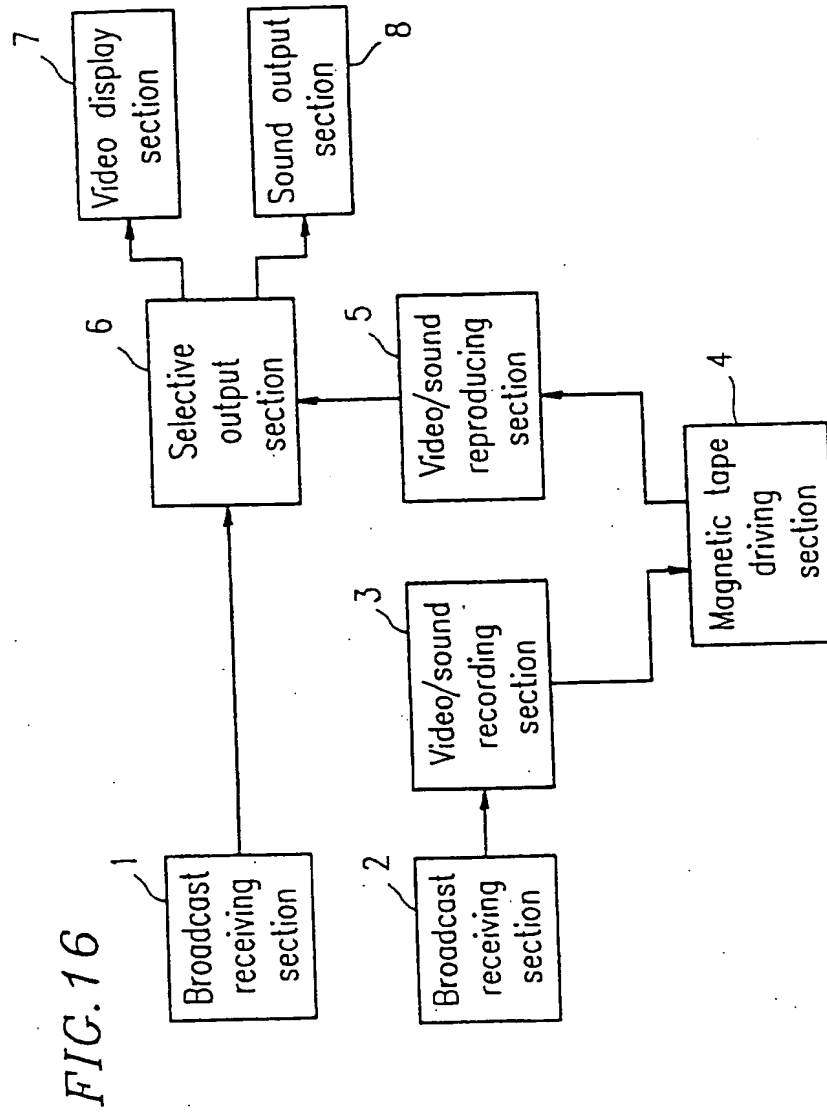 FIG.16
1
Broadcast
receiving
section
2
Broadcast
receiving
section
3
Video/sound
recording
section
4
Magnetic tape
driving
section
5
Video/sound
reproducing
section
6
Selective
output
section
7
Video display
section
8
Sound output
section